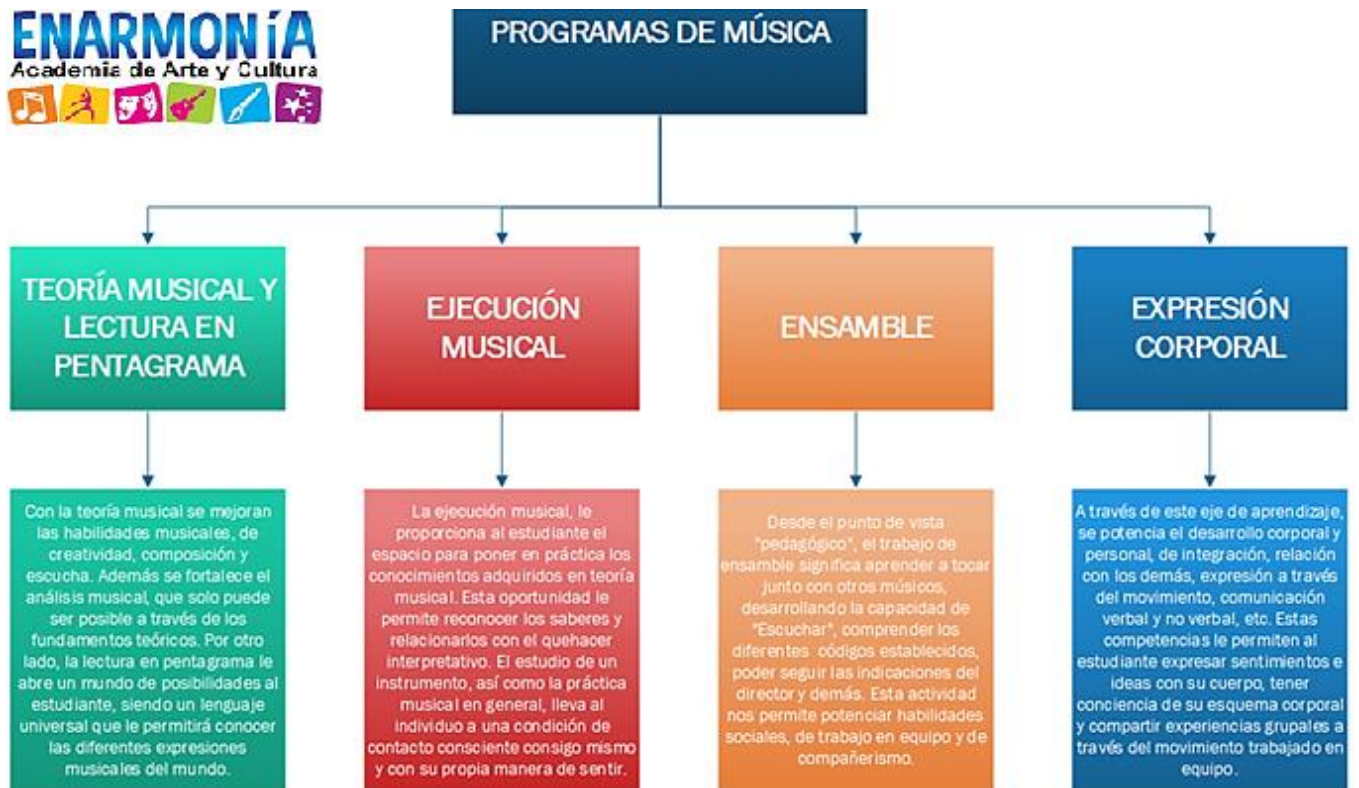 ENARMONíA
Academia de Arte y Cultura
PROGRAMAS DE MÚSICA
TEORÍA MUSICAL Y
LECTURA EN
PENTAGRAMA
EJECUCIÓN
MUSICAL
ENSAMBLE
EXPRESIÓN
CORPORAL
Con la teoría musical se mejoran
las habilidades musicales, de
creatividad, composición y
escucha. Además se fortalece el
análisis musical, que solo puede
ser posible a través de los
fundamentos teóricos. Por otro
lado, la lectura en pentagrama le
abre un mundo de posibilidades al
estudiante, siendo un lenguaje
universal que le permitirá conocer
las diferentes expresiones
musicales del mundo.
La ejecución musical, le
proporciona al estudiante el
espacio para poner en práctica los
conocimientos adquiridos en teoría
musical. Esta oportunidad le
permite reconocer los saberes y
relacionarlos con el quehacer
interpretativo. El estudio de un
instrumento, así como la práctica
musical en general, lleva al
individuo a una condición de
contacto consciente consigo mismo
y con su propia manera de sentir.
Desde el punto de vista
"pedagógico", el trabajo de
ensamble significa aprender a tocar
junto con otros músicos,
desarrollando la capacidad de
"Escuchar", comprender los
diferentes códigos establecidos,
poder seguir las indicaciones del
director y demás. Esta actividad
nos permite potenciar habilidades
sociales, de trabajo en equipo y de
compañerismo.
A través de este eje de aprendizaje,
se potencia el desarrollo corporal y
personal, de integración, relación
con los demás, expresión a través
del movimiento, comunicación
verbal y no verbal, etc. Estas
competencias le permiten al
estudiante expresar sentimientos e
ideas con su cuerpo, tener
conciencia de su esquema corporal
y compartir experiencias grupales a
través del movimiento trabajado en
equipo.